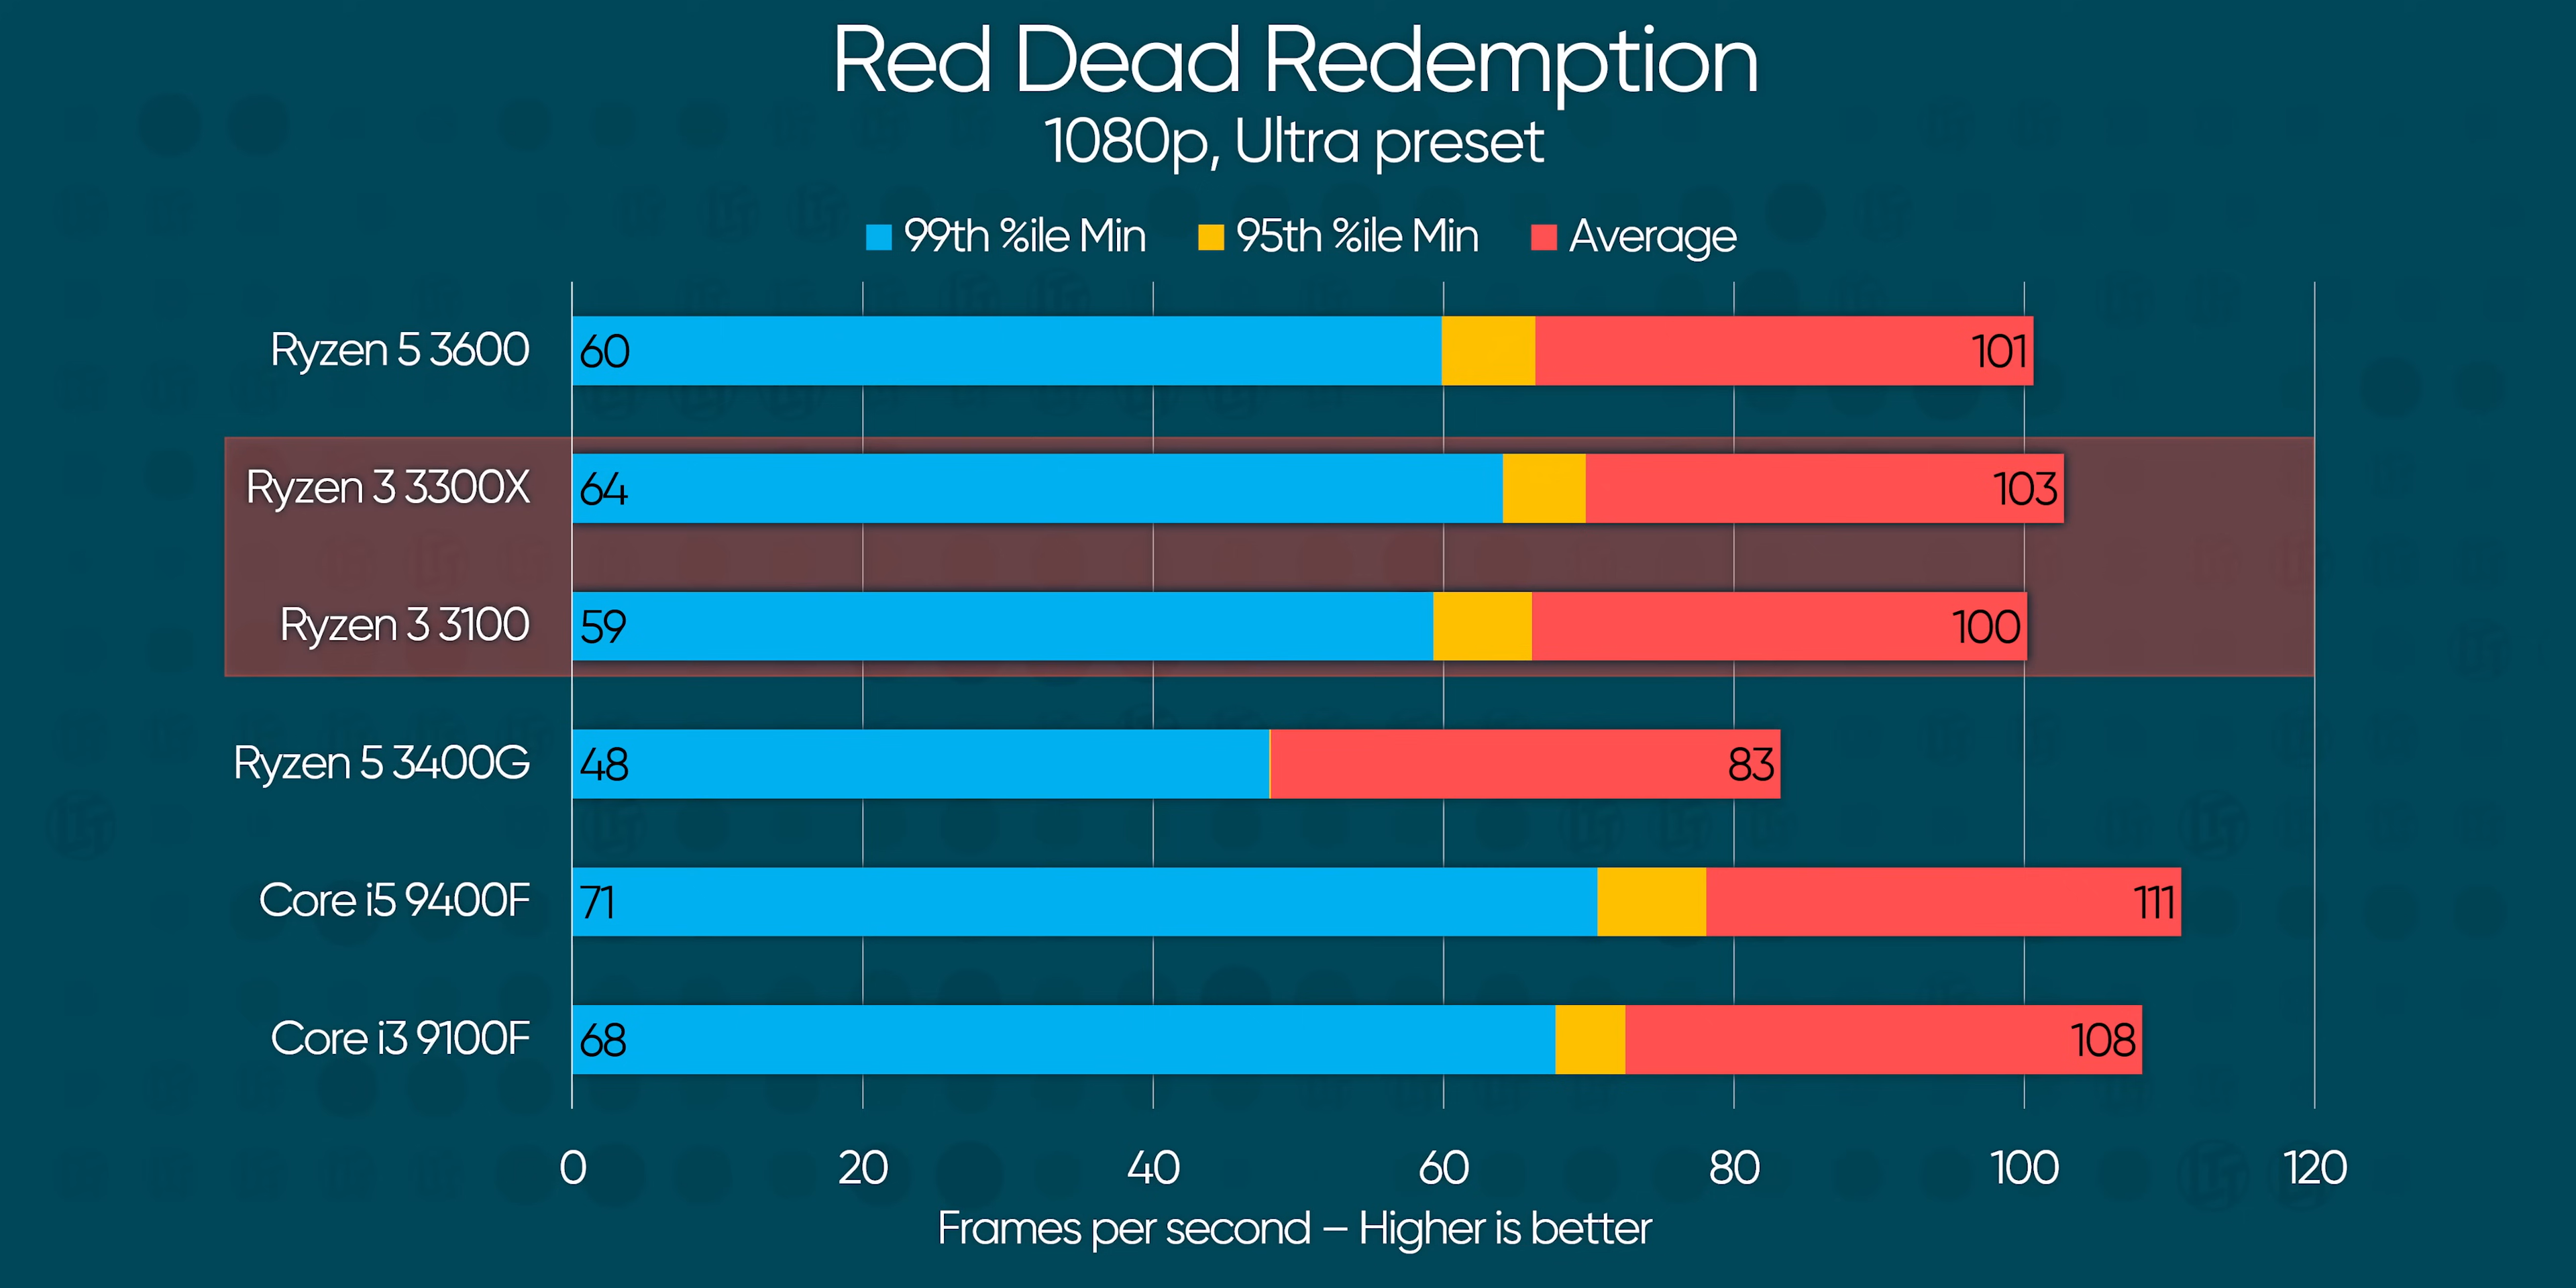 Red Dead Redemption
1080p, Ultra preset
99th %ile Min 95th %ile Min Average
Ryzen 5 3600 60 101
Ryzen 3 3300X 64 103
Ryzen 3 3100 59 100
Ryzen 5 3400G 48 83
Core i5 9400F 71 111
Core i3 9100F 68 108
0 20 40 60 80 100 120
Frames per second – Higher is better